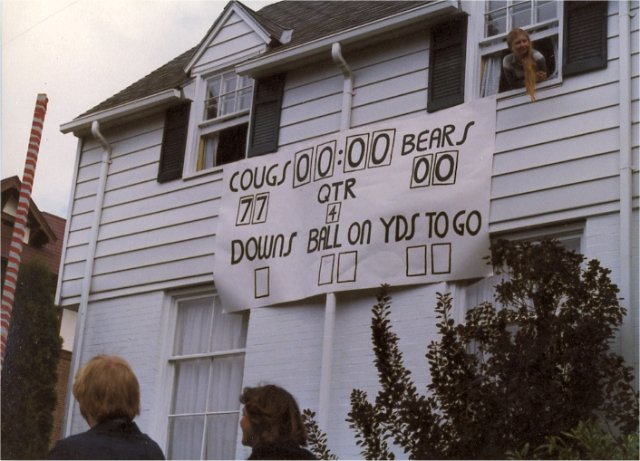 COUGS 00:00 BEARS
77 QTR 00
4
DOWNS BALL ON YDS TO GO